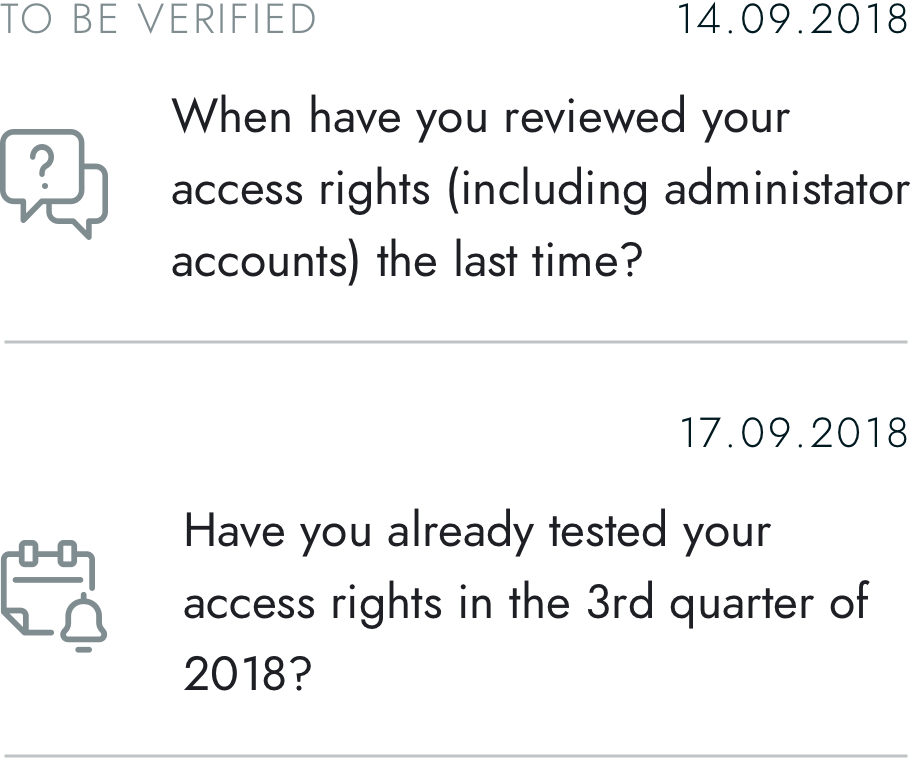 TO BE VERIFIED 14.09.2018
When have you reviewed your
access rights (including administator
accounts) the last time?
17.09.2018
Have you already tested your
access rights in the 3rd quarter of
2018?